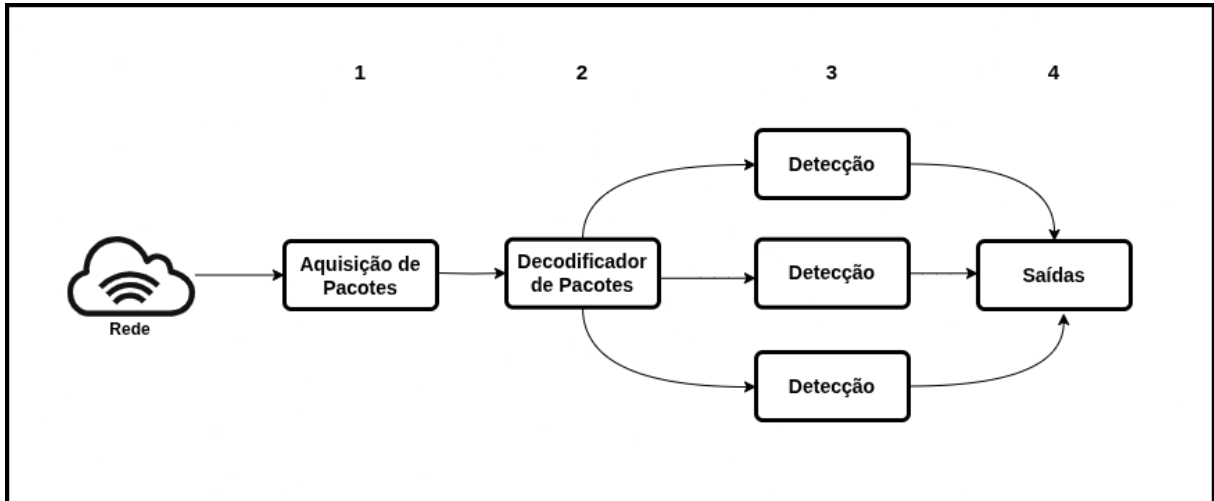 1
2
3
4
Rede
Aquisição de
Pacotes
Decodificador
de Pacotes
Detecção
Detecção
Detecção
Saídas